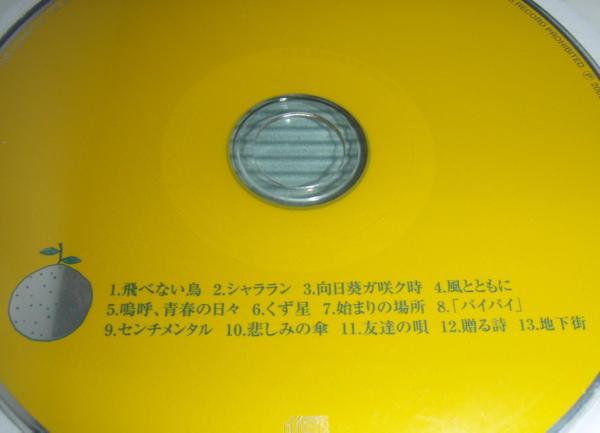 RECORD PROHIBITED. Ⓟ 200
1.飛べない鳥 2.シャララン 3.向日葵ガ咲ク時 4.風とともに
5.嗚呼、青春の日々 6.くず星 7.始まりの場所 8.「バイバイ」
9.センチメンタル 10.悲しみの傘 11.友達の唄 12.贈る詩 13.地下街